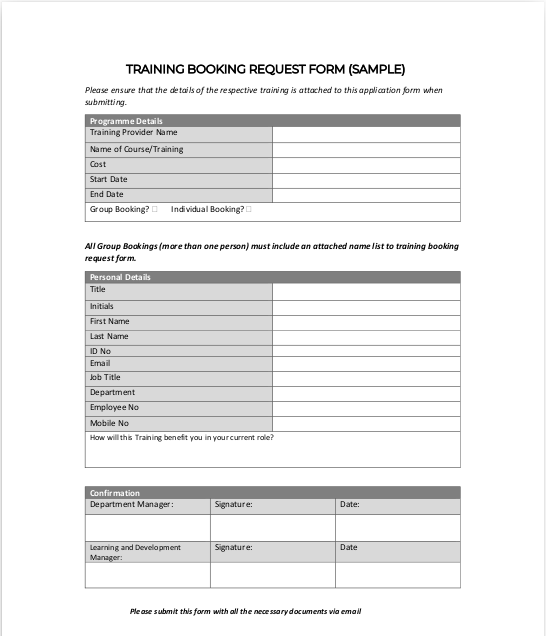 TRAINING BOOKING REQUEST FORM (SAMPLE)
Please ensure that the details of the respective training is attached to this application form when
submitting.
Programme Details
Training Provider Name
Name of Course/Training
Cost
Start Date
End Date
Group Booking? ☐ Individual Booking? ☐
All Group Bookings (more than one person) must include an attached name list to training booking
request form.
Personal Details
Title
Initials
First Name
Last Name
ID No
Email
Job Title
Department
Employee No
Mobile No
How will this Training benefit you in your current role?
Confirmation
Department Manager: Signature: Date:
Learning and Development
Manager: Signature: Date
Please submit this form with all the necessary documents via email